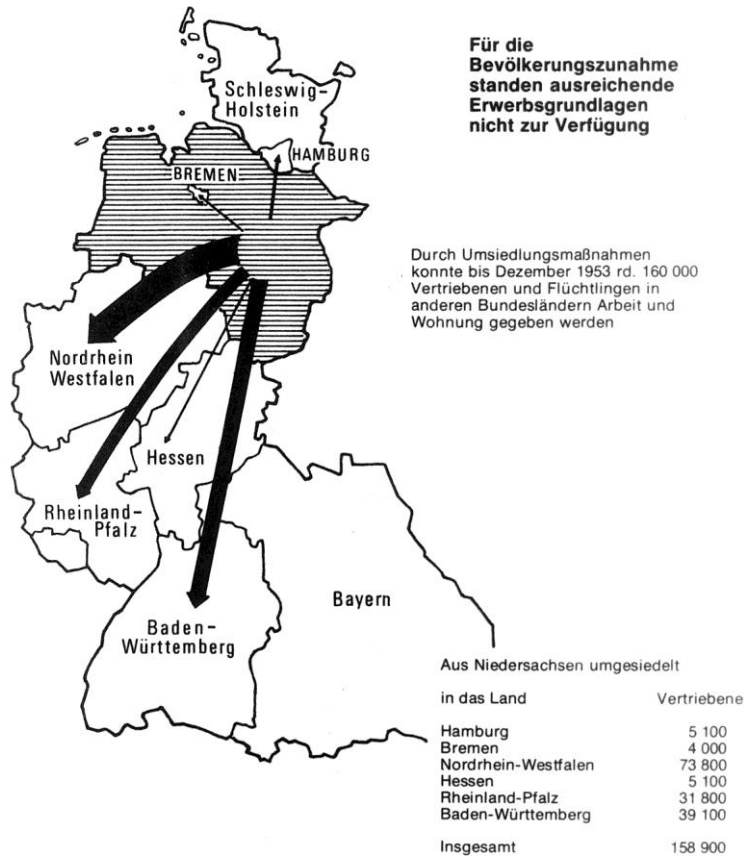 Für die
Bevölkerungszunahme
standen ausreichende
Erwerbsgrundlagen
nicht zur Verfügung
Schleswig-
Holstein
HAMBURG
BREMEN
Durch Umsiedlungsmaßnahmen
konnte bis Dezember 1953 rd. 160 000
Vertriebenen und Flüchtlingen in
anderen Bundesländern Arbeit und
Wohnung gegeben werden
Nordrhein
Westfalen
Hessen
Rheinland-
Pfalz
Bayern
Baden-
Württemberg
Aus Niedersachsen umgesiedelt
in das Land Vertriebene
Hamburg 5 100
Bremen 4 000
Nordrhein-Westfalen 73 800
Hessen 5 100
Rheinland-Pfalz 31 800
Baden-Württemberg 39 100
Insgesamt 158 900